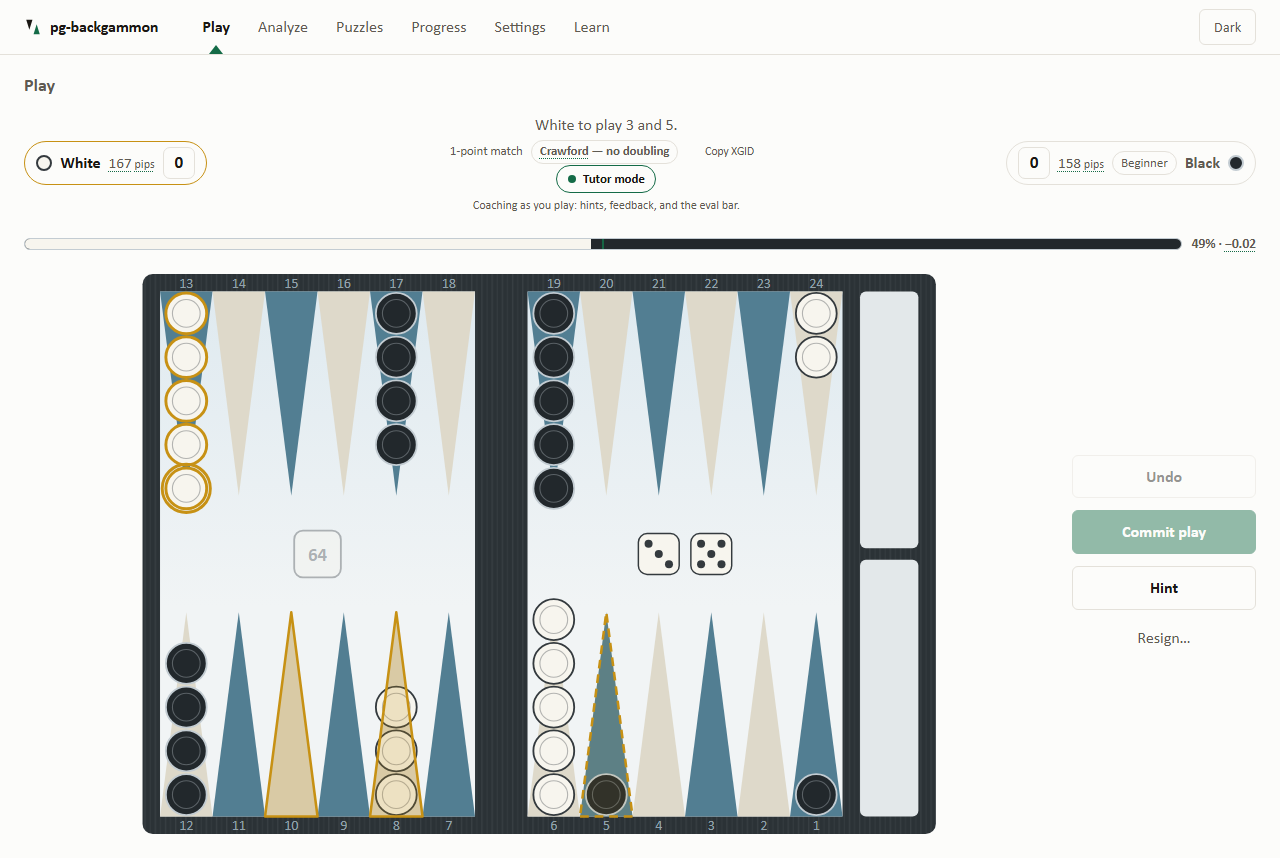 pg-backgammon Play Analyze Puzzles Progress Settings Learn Dark
Play
White to play 3 and 5.
White 167 pips 0
1-point match Crawford — no doubling Copy XGID
0 158 pips Beginner Black
Tutor mode
Coaching as you play: hints, feedback, and the eval bar.
49% · −0.02
13 14 15 16 17 18 19 20 21 22 23 24
64
12 11 10 9 8 7 6 5 4 3 2 1
Undo
Commit play
Hint
Resign...